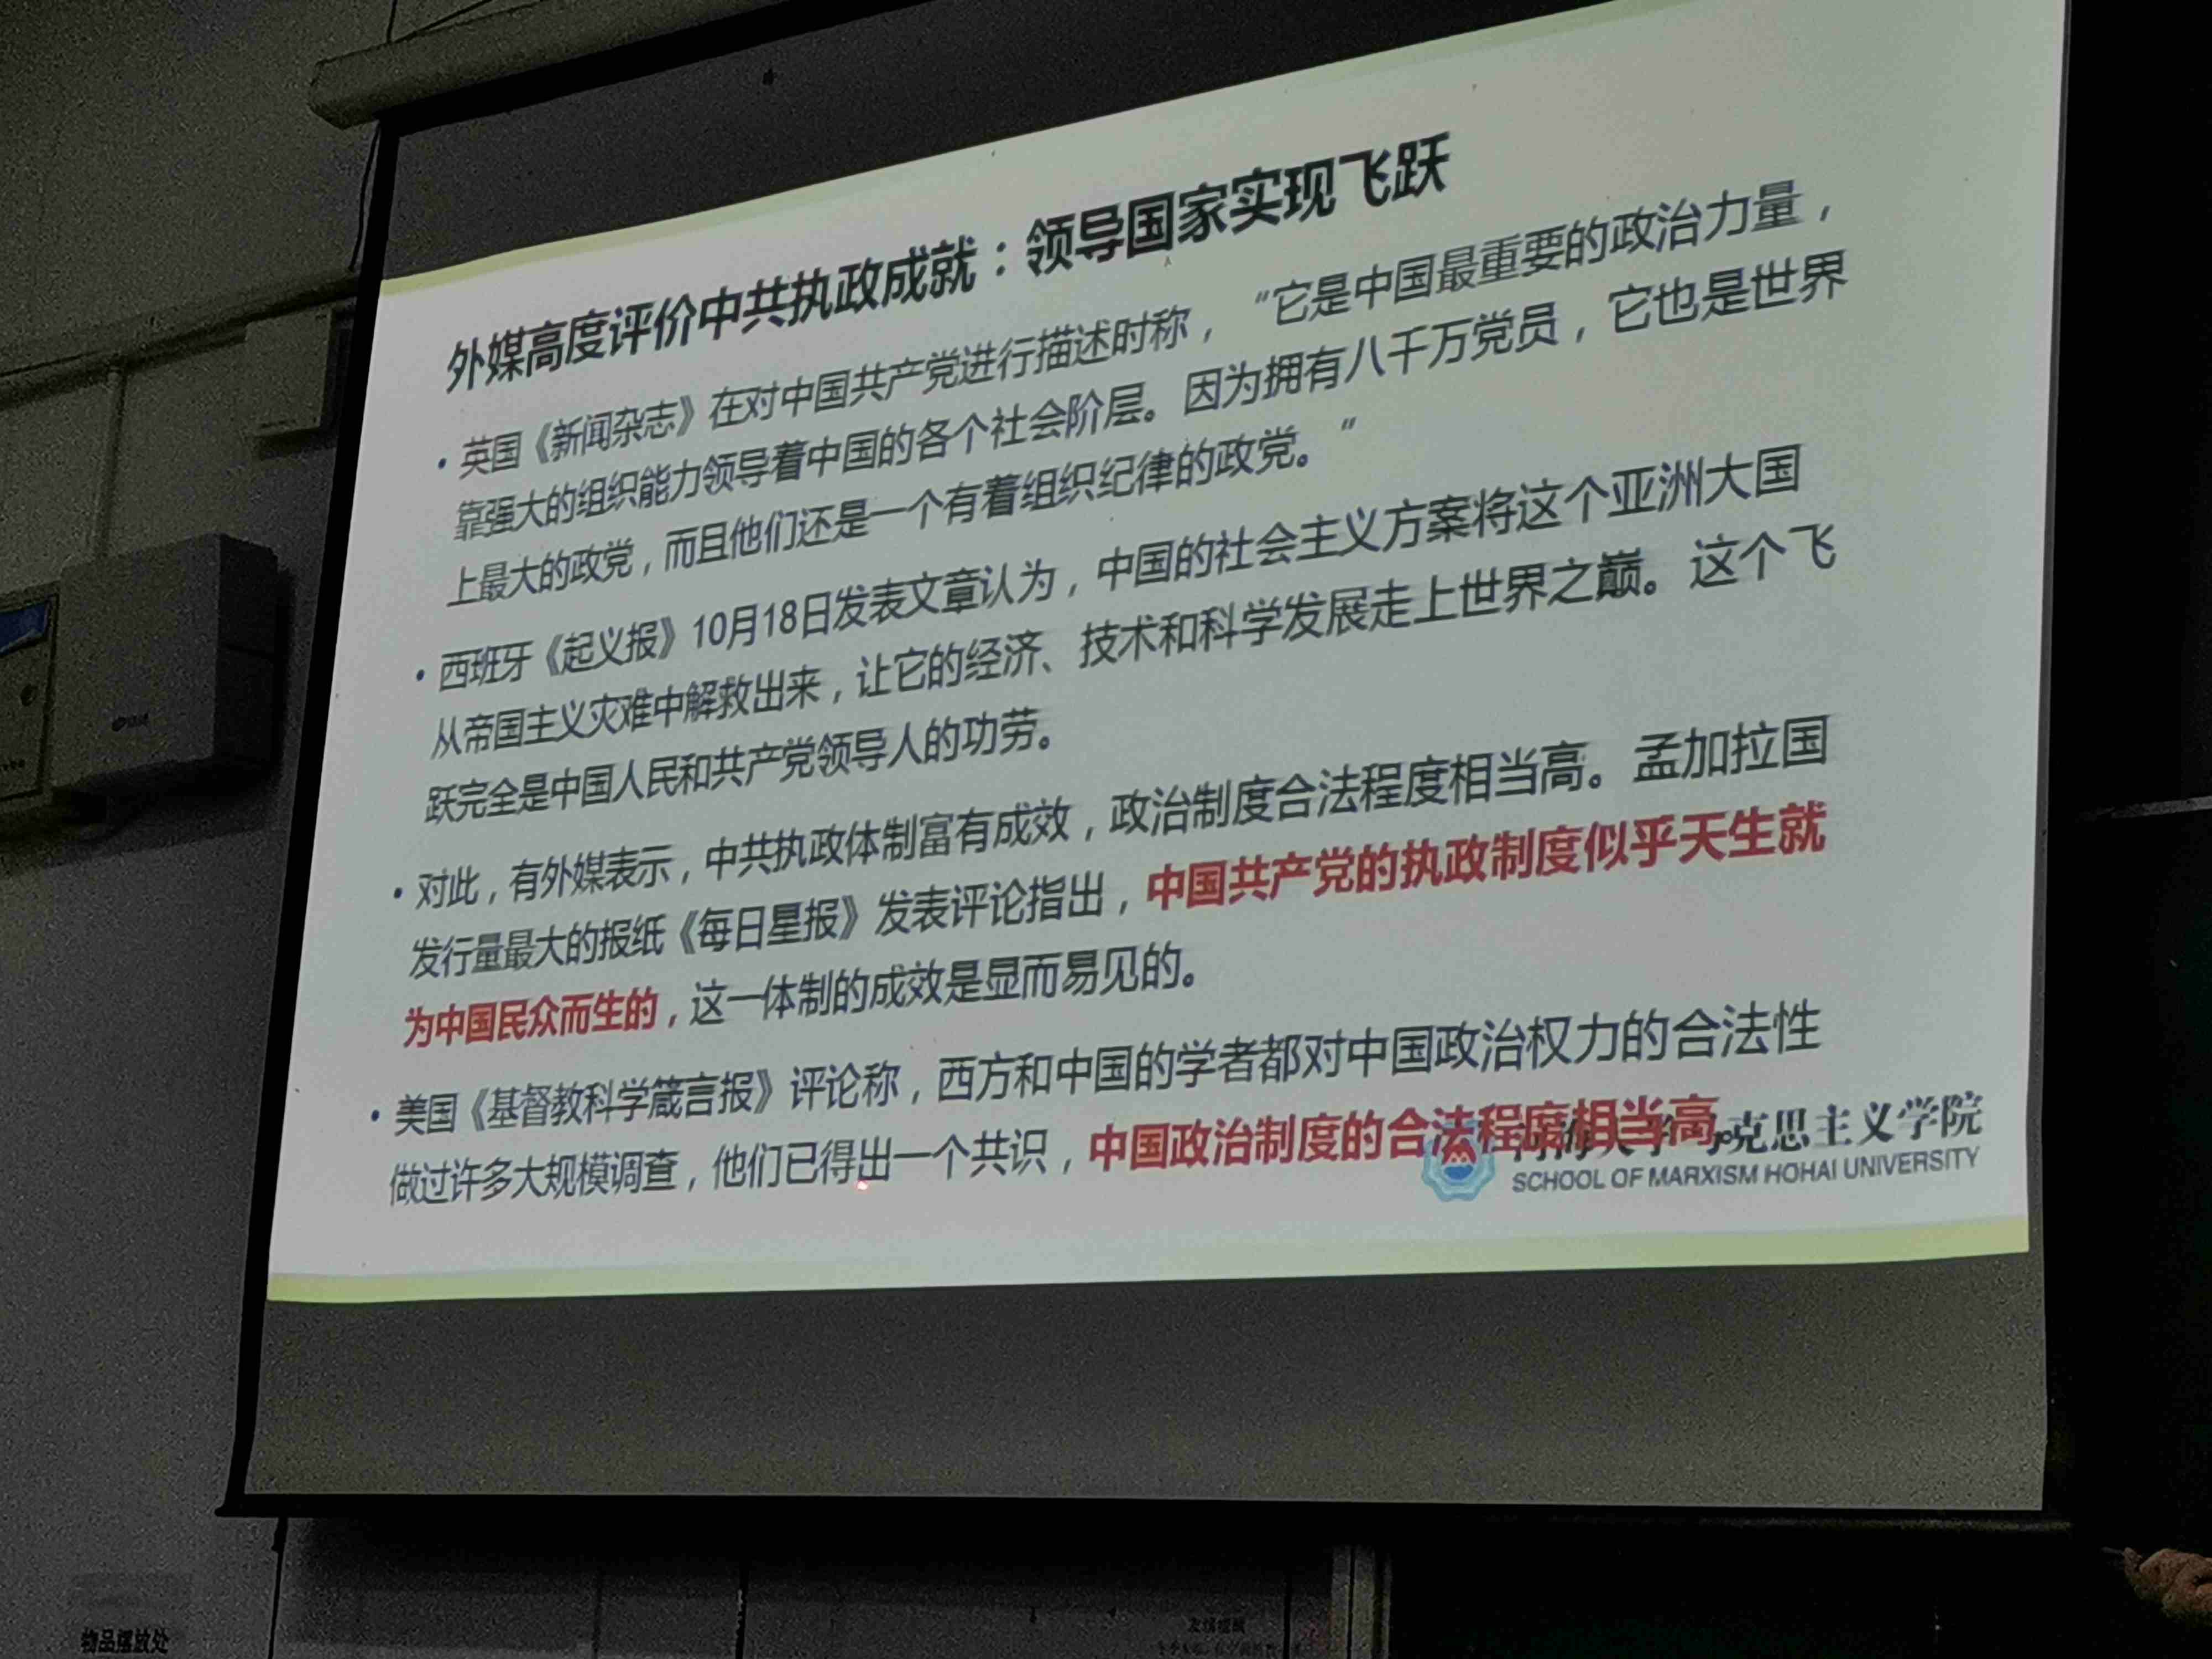 外媒高度评价中共执政成就：领导国家实现飞跃
• 英国《新闻杂志》在对中国共产党进行描述时称，“它是中国最重要的政治力量，
靠强大的组织能力领导着中国的各个社会阶层。因为拥有八千万党员，它也是世界
上最大的政党，而且他们还是一个有着组织纪律的政党。”
• 西班牙《起义报》10月18日发表文章认为，中国的社会主义方案将这个亚洲大国
从帝国主义灾难中解救出来，让它的经济、技术和科学发展走上世界之巅。这个飞
跃完全是中国人民和共产党领导人的功劳。
• 对此，有外媒表示，中共执政体制富有成效，政治制度合法程度相当高。孟加拉国
发行量最大的报纸《每日星报》发表评论指出，中国共产党的执政制度似乎天生就
为中国民众而生的，这一体制的成效是显而易见的。
• 美国《基督教科学箴言报》评论称，西方和中国的学者都对中国政治权力的合法性
做过许多大规模调查，他们已得出一个共识，中国政治制度的合法程度相当高。
克思主义学院
SCHOOL OF MARXISM HOHAI UNIVERSITY
物品摆放处